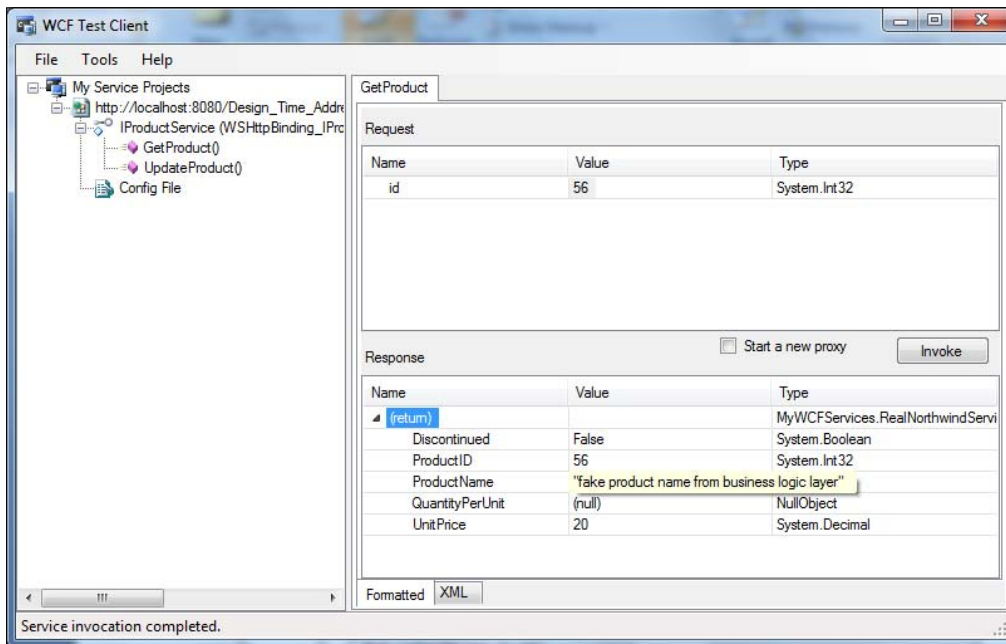 WCF Test Client
File Tools Help
My Service Projects
http://localhost:8080/Design_Time_Addre
IProductService (WSHttpBinding_IPro
GetProduct()
UpdateProduct()
Config File
GetProduct
Request
Name Value Type
id 56 System.Int32
Response
Start a new proxy
Invoke
Name Value Type
(return) MyWCFServices.RealNorthwindServi
Discontinued False System.Boolean
ProductID 56 System.Int32
ProductName "fake product name from business logic layer"
QuantityPerUnit (null) NullObject
UnitPrice 20 System.Decimal
Formatted XML
Service invocation completed.